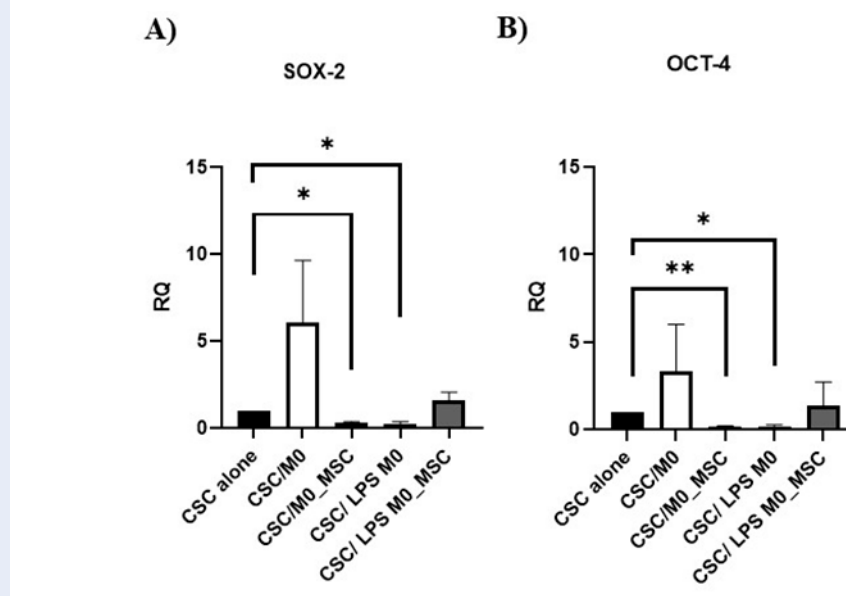 A)
SOX-2
*
*
15
10
5
0
RQ
CSC alone
CSC/M0
CSC/M0_MSC
CSC/ LPS M0
CSC/ LPS M0_MSC
B)
OCT-4
*
**
15
10
5
0
RQ
CSC alone
CSC/M0
CSC/M0_MSC
CSC/ LPS M0
CSC/ LPS M0_MSC